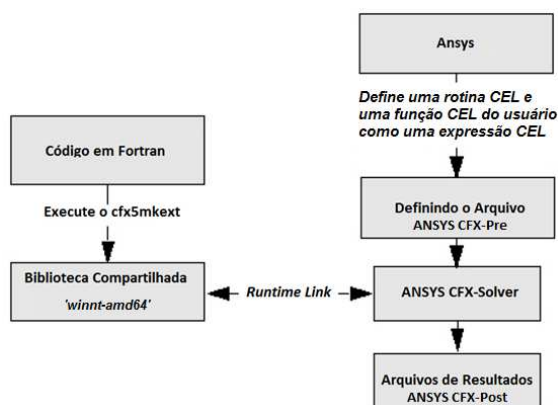 Ansys
Define uma rotina CEL e
uma função CEL do usuário
como uma expressão CEL
Código em Fortran
Execute o cfx5mkext
Definindo o Arquivo
ANSYS CFX-Pre
Biblioteca Compartilhada
'winnt-amd64'
Runtime Link
ANSYS CFX-Solver
Arquivos de Resultados
ANSYS CFX-Post